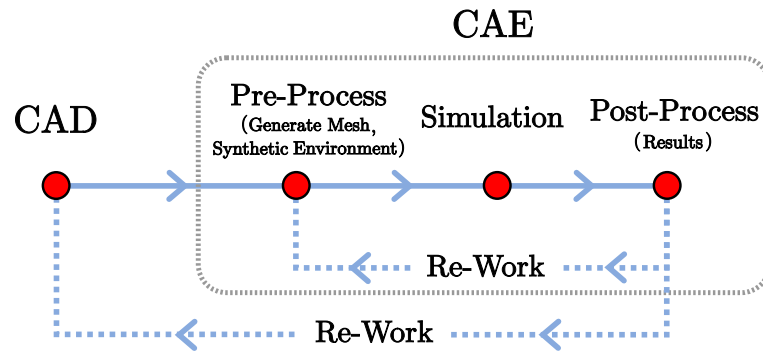 CAE
CAD
Pre-Process
(Generate Mesh,
Synthetic Environment)
Simulation
Post-Process
(Results)
Re-Work
Re-Work